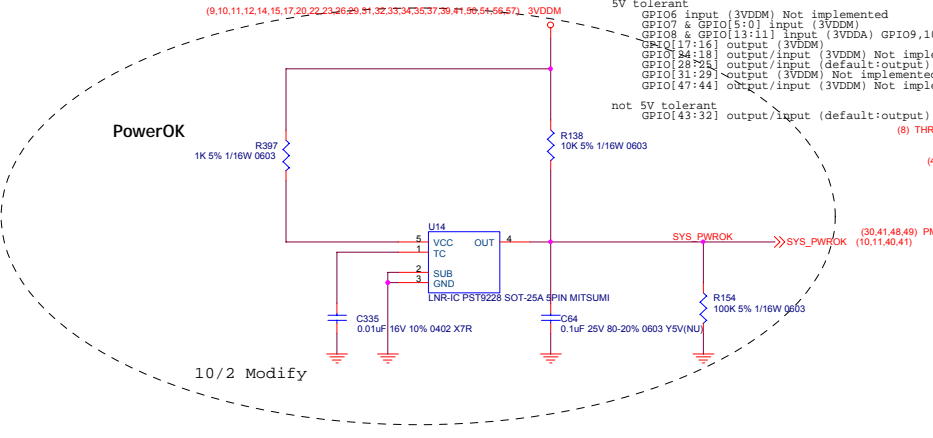 (9,10,11,12,14,15,17,20,22,23,26,29,31,32,33,34,35,37,39,41,50,51,56,57) 3VDDM
5V tolerant
GPIO6 input (3VDDM) Not implemented
GPIO7 & GPIO[5:0] input (3VDDM)
GPIO8 & GPIO[13:11] input (3VDDA) GPIO9,10
GPIO[17:16] output (3VDDM)
GPIO[24:18] output/input (3VDDM) Not imple
GPIO[28:25] output/input (default:output)
GPIO[31:29] output (3VDDM) Not implemented
GPIO[47:44] output/input (3VDDM) Not imple
not 5V tolerant
GPIO[43:32] output/input (default:output)
(8) THR
PowerOK
R397
1K 5% 1/16W 0603
R138
10K 5% 1/16W 0603
(4
U14
5 VCC OUT 4
1 TC
2 SUB
3 GND
LNR-IC PST9228 SOT-25A 5PIN MITSUMI
SYS_PWROK
SYS_PWROK (10,11,40,41)
(30,41,48,49) PM
R154
100K 5% 1/16W 0603
C335
0.01uF 16V 10% 0402 X7R
C64
0.1uF 25V 80-20% 0603 Y5V(NU)
10/2 Modify